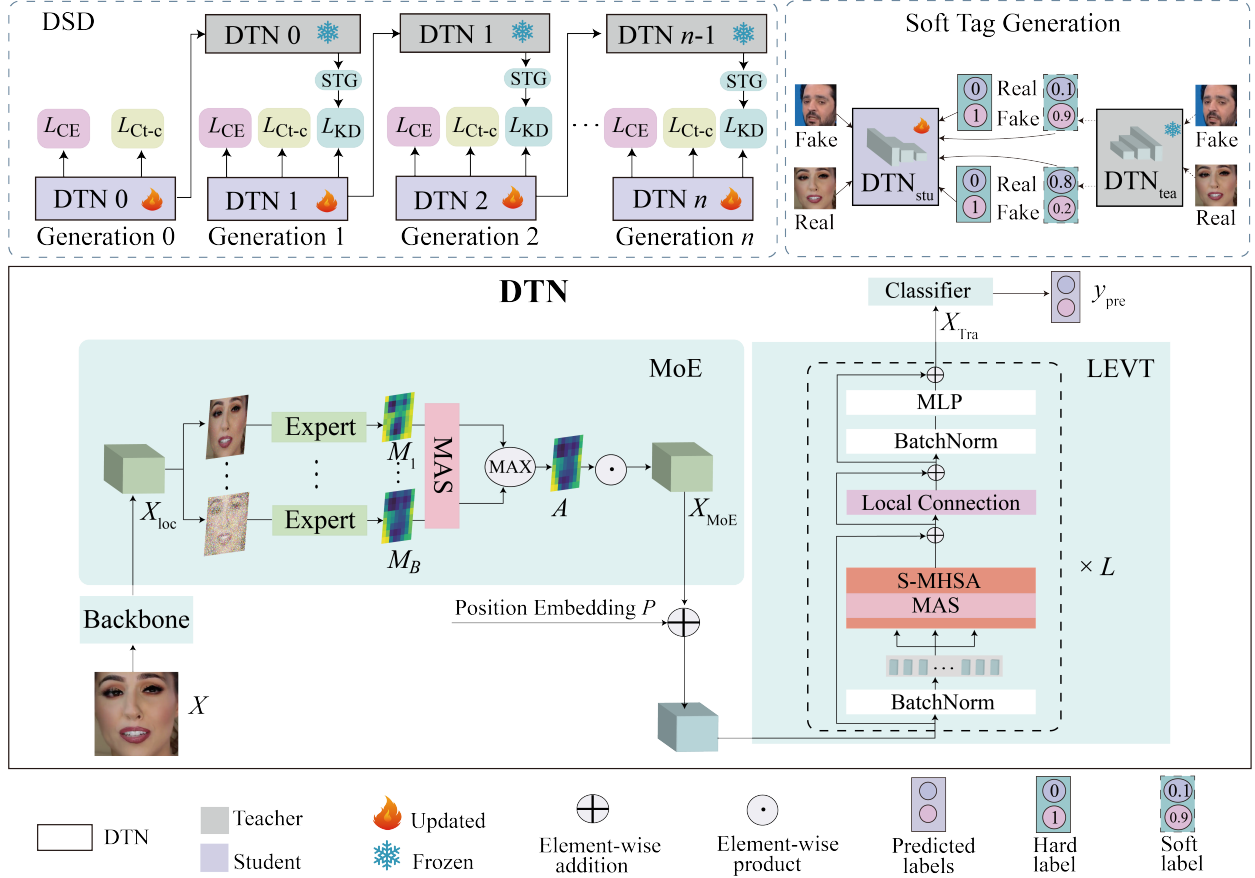 DSD
DTN 0
DTN 1
DTN n-1
STG
STG
STG
L_CE
L_Ct-c
L_CE
L_Ct-c
L_KD
L_CE
L_Ct-c
L_KD
...
L_CE
L_Ct-c
L_KD
DTN 0
DTN 1
DTN 2
DTN n
Generation 0
Generation 1
Generation 2
Generation n
Soft Tag Generation
0
Real
0.1
1
Fake
0.9
Fake
Fake
DTN_stu
DTN_tea
0
Real
0.8
1
Fake
0.2
Real
Real
DTN
Classifier
y_pre
X_Tra
MoE
LEVT
MLP
BatchNorm
Local Connection
S-MHSA
MAS
...
BatchNorm
× L
Expert
M_1
MAS
MAX
X_loc
A
X_MoE
Expert
M_B
Backbone
Position Embedding P
X
DTN
Teacher
Student
Updated
Frozen
Element-wise
addition
Element-wise
product
Predicted
labels
0
1
Hard
label
0.1
0.9
Soft
label